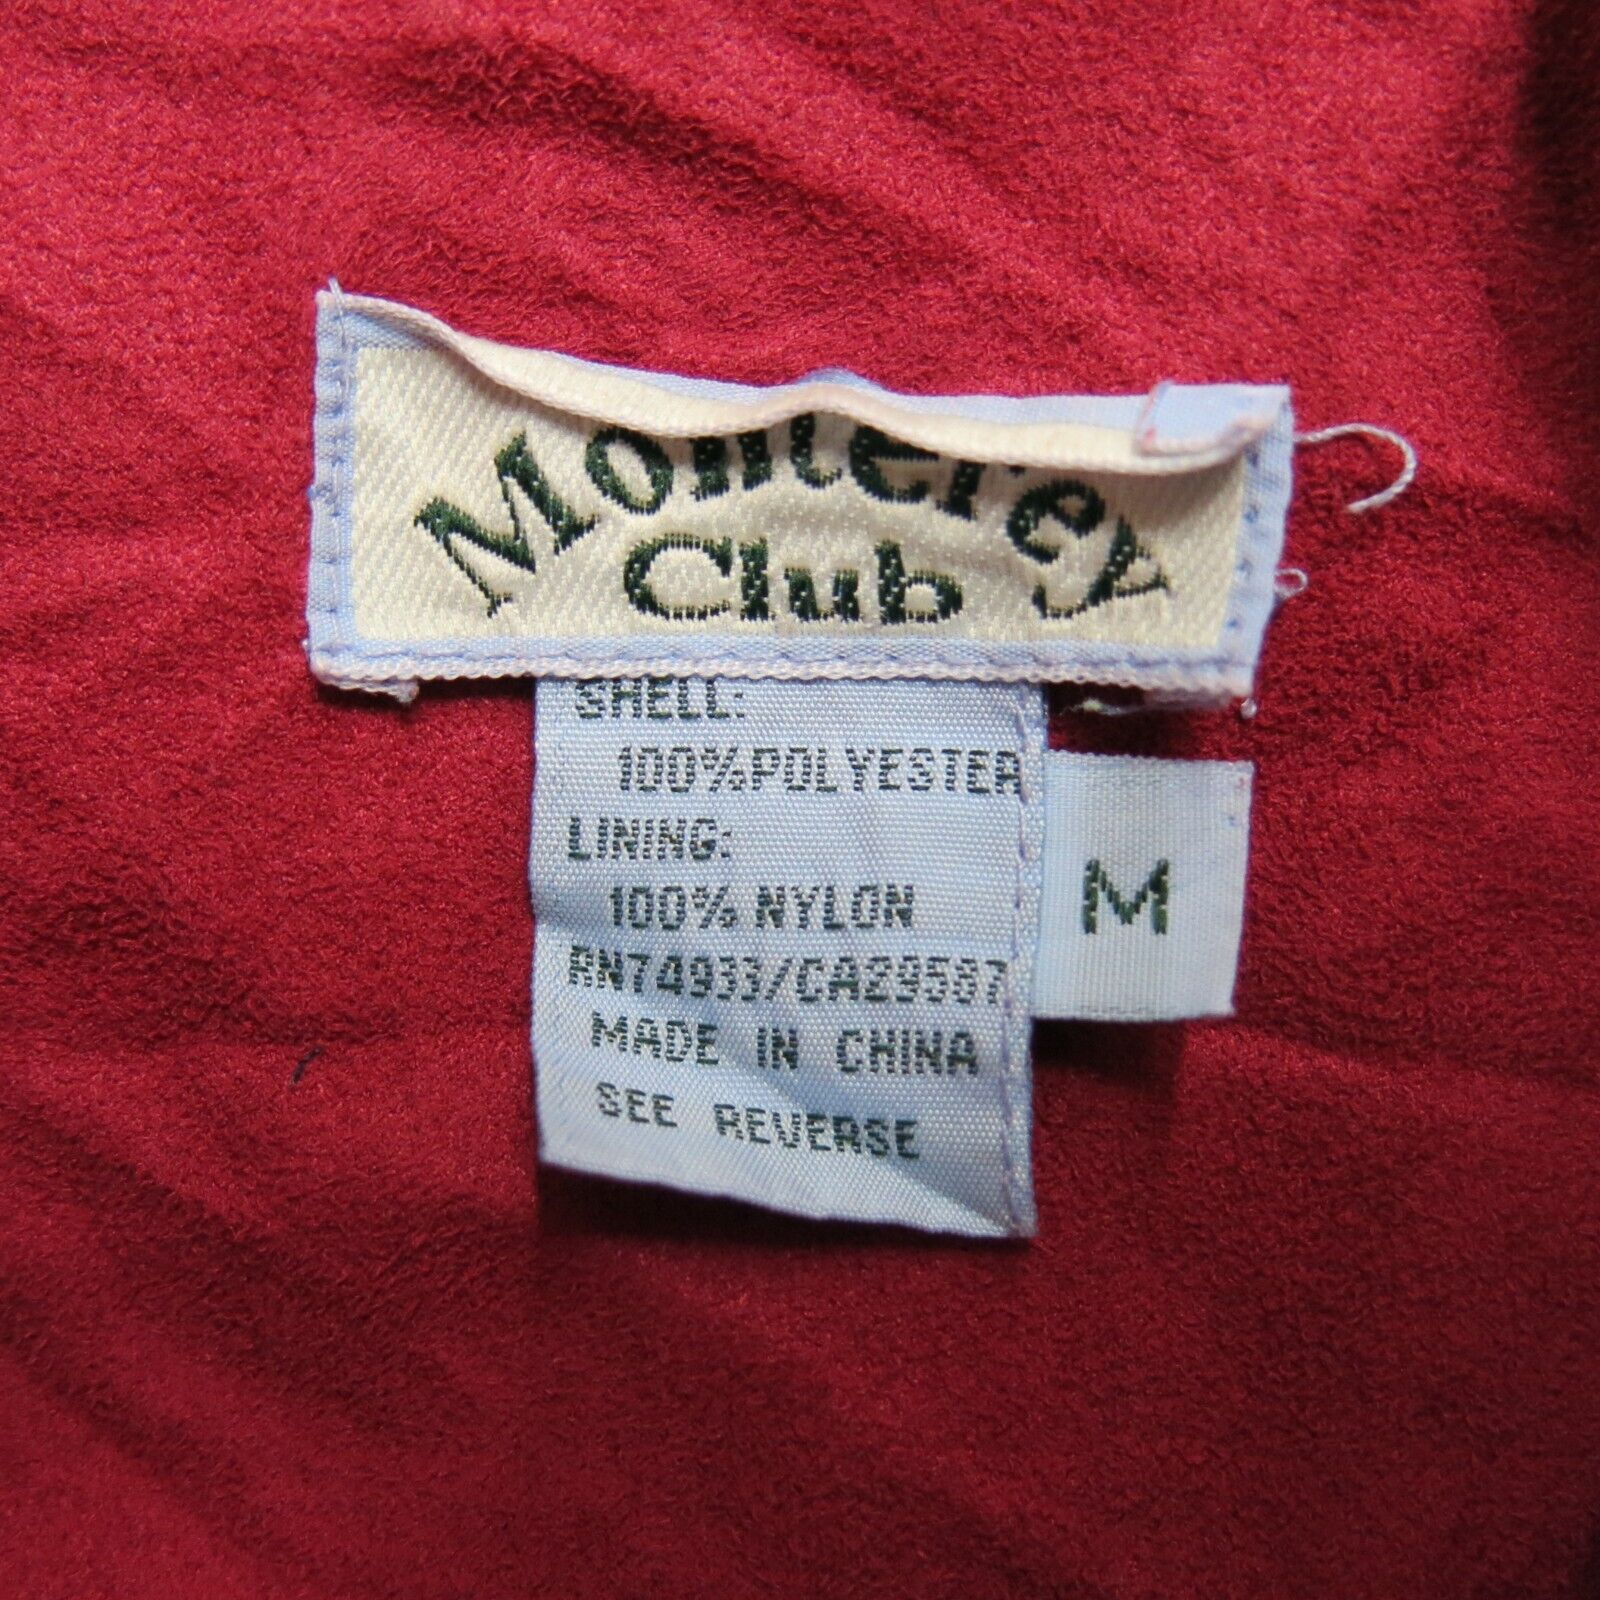 Monterey
Club
SHELL:
100%POLYESTER
LINING:
100% NYLON
RN74933/CA29587
MADE IN CHINA
SEE REVERSE
M